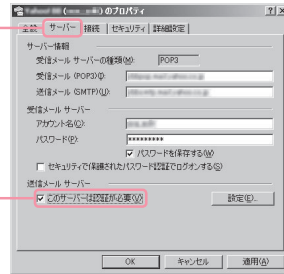 のプロパティ
全般 サーバー 接続 セキュリティ 詳細設定
サーバー情報
受信メール サーバーの種類(M): POP3
受信メール (POP3)(I):
送信メール (SMTP)(U):
受信メール サーバー
アカウント名(C):
パスワード(P): *********
パスワードを保存する(W)
セキュリティで保護されたパスワード認証でログオンする(S)
送信メール サーバー
このサーバーは認証が必要(V) 設定(E)...
OK キャンセル 適用(A)